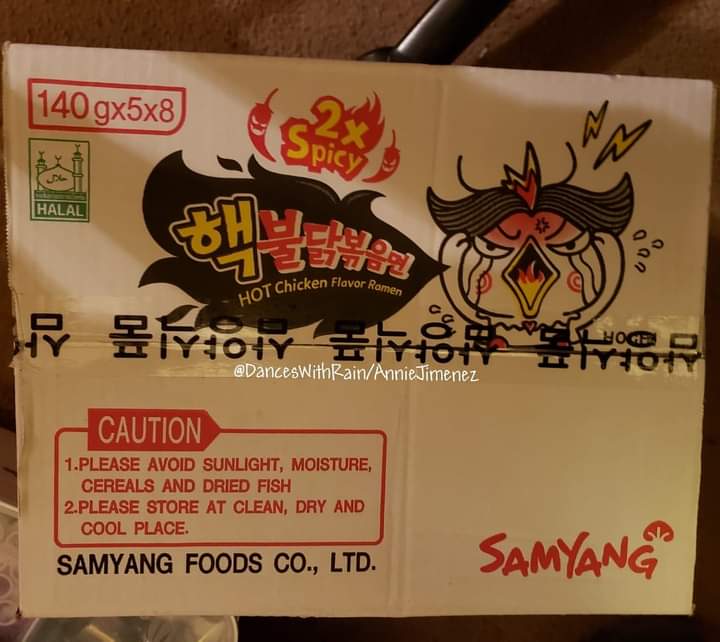 140 gx5x8
2x
Spicy
HALAL
핵불닭볶음면
HOT Chicken Flavor Ramen
@DancesWithRain/AnnieJimenez
CAUTION
1.PLEASE AVOID SUNLIGHT, MOISTURE,
CEREALS AND DRIED FISH
2.PLEASE STORE AT CLEAN, DRY AND
COOL PLACE.
SAMYANG FOODS CO., LTD.
SAMYANG